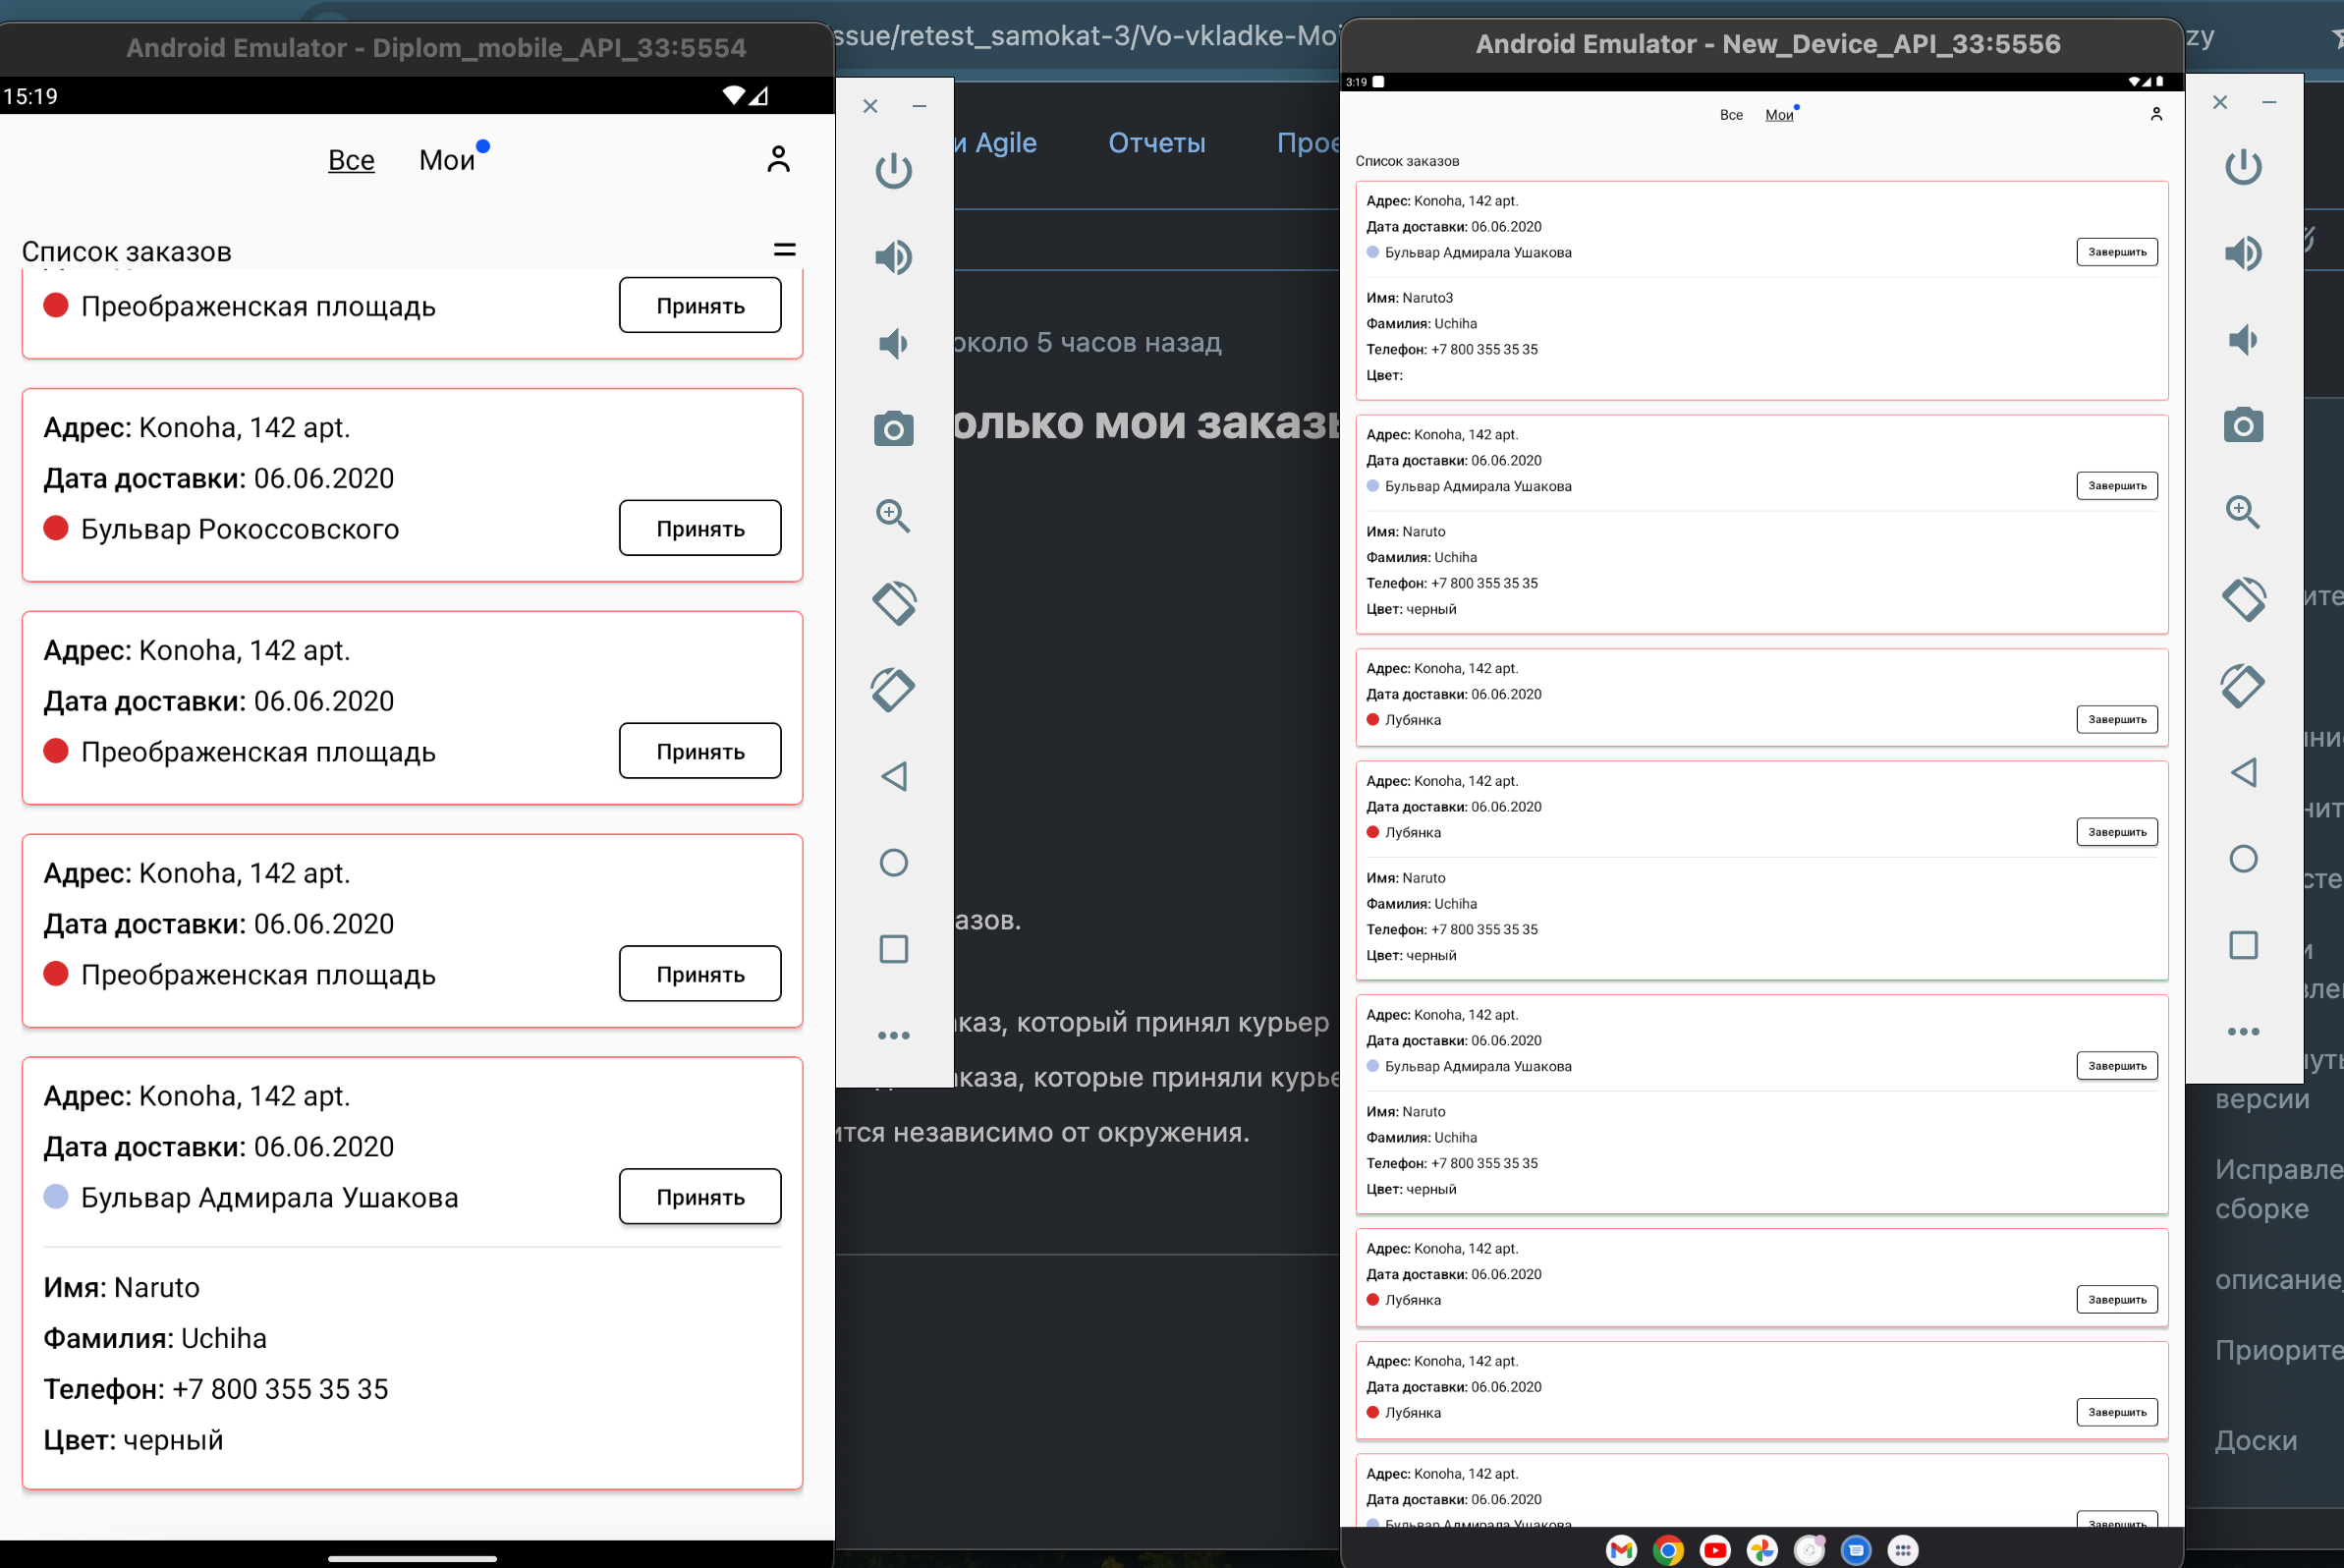 ssue/retest_samokat-3/Vo-vkladke-Moi
zy
Android Emulator - Diplom_mobile_API_33:5554
15:19
Все Мои
Список заказов
Преображенская площадь
Принять
Адрес: Konoha, 142 apt.
Дата доставки: 06.06.2020
Бульвар Рокоссовского
Принять
Адрес: Konoha, 142 apt.
Дата доставки: 06.06.2020
Преображенская площадь
Принять
Адрес: Konoha, 142 apt.
Дата доставки: 06.06.2020
Преображенская площадь
Принять
Адрес: Konoha, 142 apt.
Дата доставки: 06.06.2020
Бульвар Адмирала Ушакова
Принять
Имя: Naruto
Фамилия: Uchiha
Телефон: +7 800 355 35 35
Цвет: черный
и Agile Отчеты Прое
около 5 часов назад
олько мои заказы
азов.
каз, который принял курьер
каза, которые приняли курье
ится независимо от окружения.
Android Emulator - New_Device_API_33:5556
3:19
Все Мои
Список заказов
Адрес: Konoha, 142 apt.
Дата доставки: 06.06.2020
Бульвар Адмирала Ушакова
Завершить
Имя: Naruto3
Фамилия: Uchiha
Телефон: +7 800 355 35 35
Цвет:
Адрес: Konoha, 142 apt.
Дата доставки: 06.06.2020
Бульвар Адмирала Ушакова
Завершить
Имя: Naruto
Фамилия: Uchiha
Телефон: +7 800 355 35 35
Цвет: черный
Адрес: Konoha, 142 apt.
Дата доставки: 06.06.2020
Лубянка
Завершить
Адрес: Konoha, 142 apt.
Дата доставки: 06.06.2020
Лубянка
Завершить
Имя: Naruto
Фамилия: Uchiha
Телефон: +7 800 355 35 35
Цвет: черный
Адрес: Konoha, 142 apt.
Дата доставки: 06.06.2020
Бульвар Адмирала Ушакова
Завершить
Имя: Naruto
Фамилия: Uchiha
Телефон: +7 800 355 35 35
Цвет: черный
Адрес: Konoha, 142 apt.
Дата доставки: 06.06.2020
Лубянка
Завершить
Адрес: Konoha, 142 apt.
Дата доставки: 06.06.2020
Лубянка
Завершить
Адрес: Konoha, 142 apt.
Дата доставки: 06.06.2020
Бульвар Адмирала Ушакова
Завершить
версии
Исправле
сборке
описание
Приорите
Доски